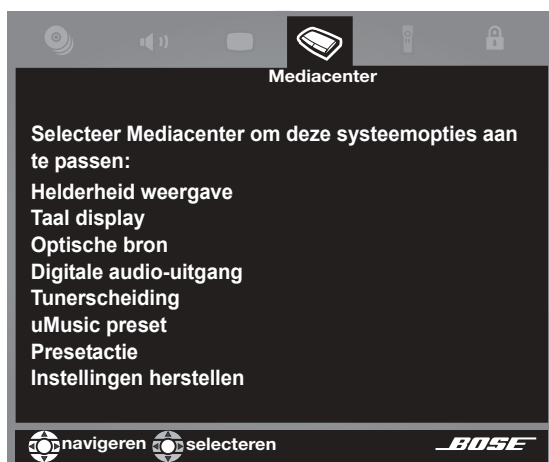 Mediacenter
Selecteer Mediacenter om deze systeemopties aan
te passen:
Helderheid weergave
Taal display
Optische bron
Digitale audio-uitgang
Tunerscheiding
uMusic preset
Presetactie
Instellingen herstellen
navigeren selecteren BOSE